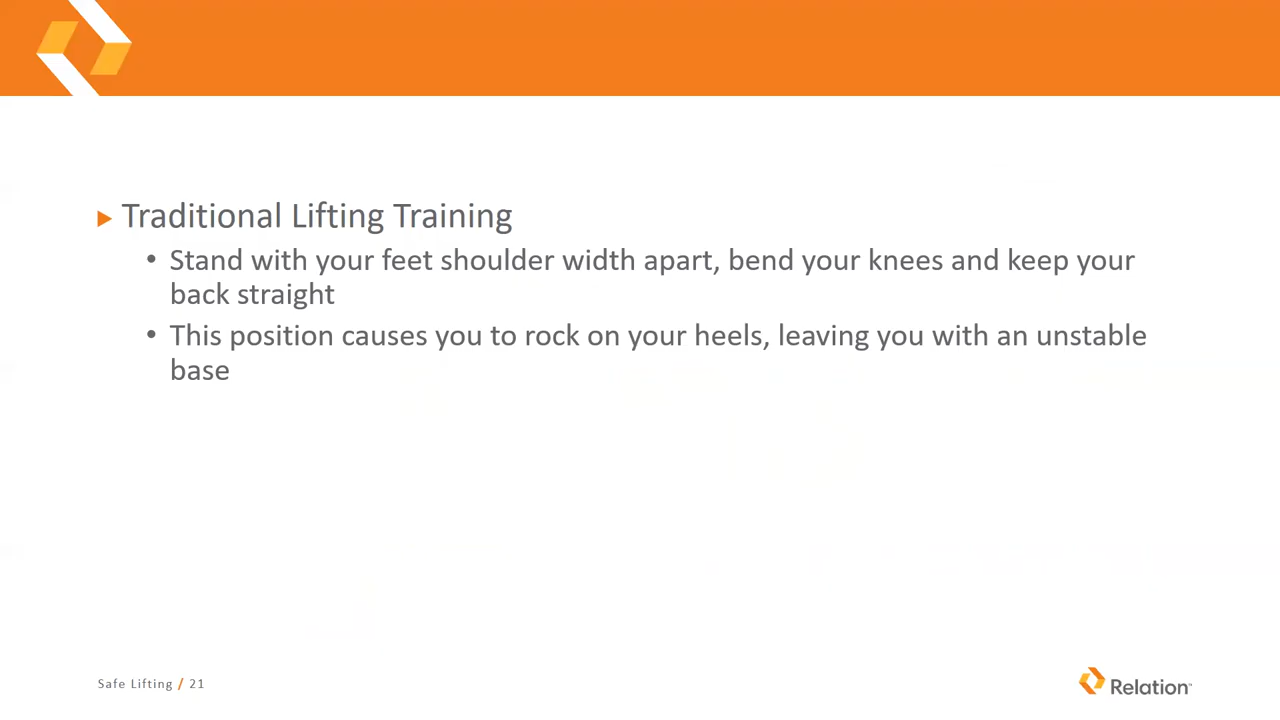 Traditional Lifting Training
• Stand with your feet shoulder width apart, bend your knees and keep your
back straight
• This position causes you to rock on your heels, leaving you with an unstable
base
Safe Lifting / 21
Relation™